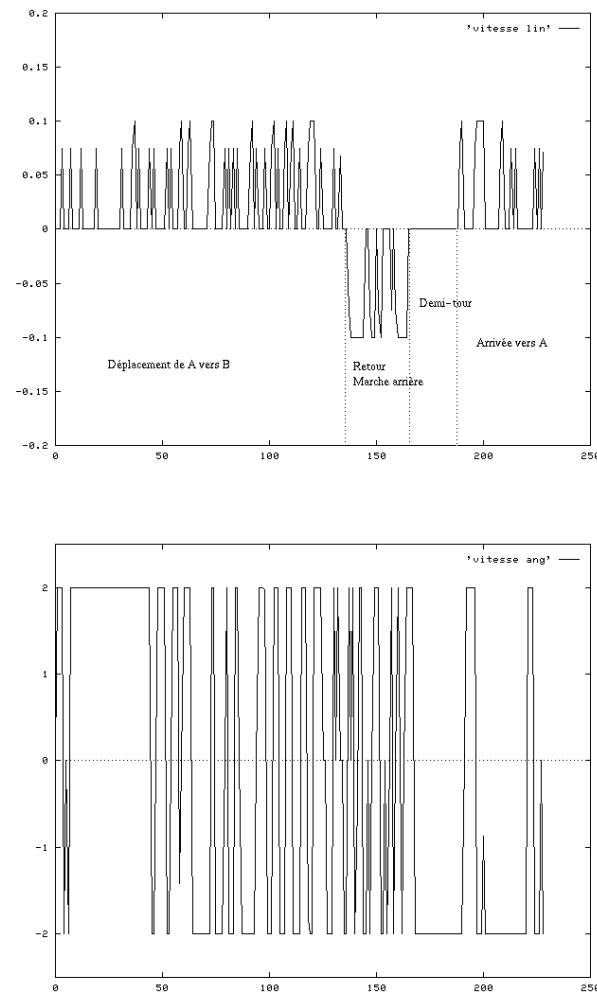 0.2
'vitesse lin'
0.15
0.1
0.05
0
-0.05
Demi-tour
-0.1
Arrivée vers A
Déplacement de A vers B
Retour
Marche arrière
-0.15
-0.2
0 50 100 150 200 250
'vitesse ang'
2
1
0
-1
-2
0 50 100 150 200 250